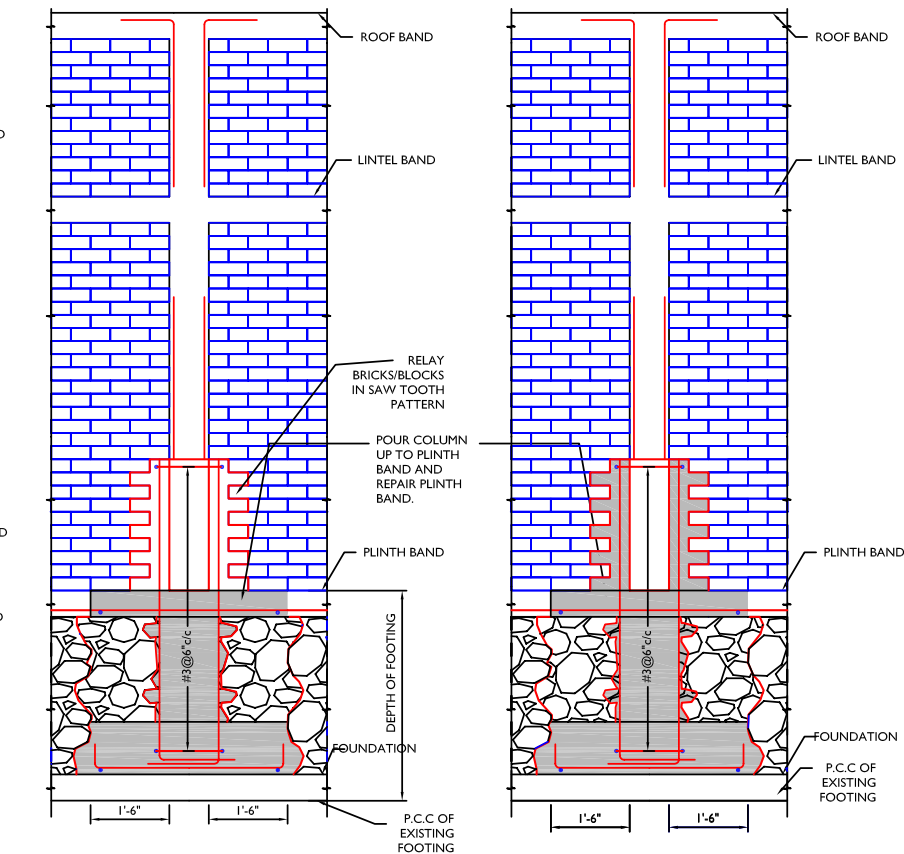 ROOF BAND
LINTEL BAND
RELAY
BRICKS/BLOCKS
IN SAW TOOTH
PATTERN
POUR COLUMN
UP TO PLINTH
BAND AND
REPAIR PLINTH
BAND.
PLINTH BAND
#3@6"c/c
DEPTH OF FOOTING
FOUNDATION
1'-6"
1'-6"
P.C.C OF
EXISTING
FOOTING
ROOF BAND
LINTEL BAND
PLINTH BAND
#3@6"c/c
FOUNDATION
P.C.C OF
EXISTING
FOOTING
1'-6"
1'-6"
D
D